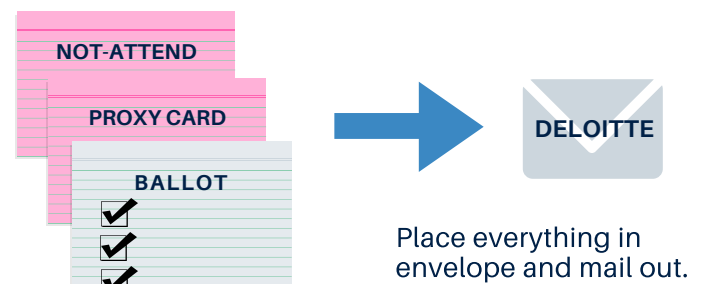 NOT-ATTEND
PROXY CARD
BALLOT
DELOITTE
Place everything in
envelope and mail out.